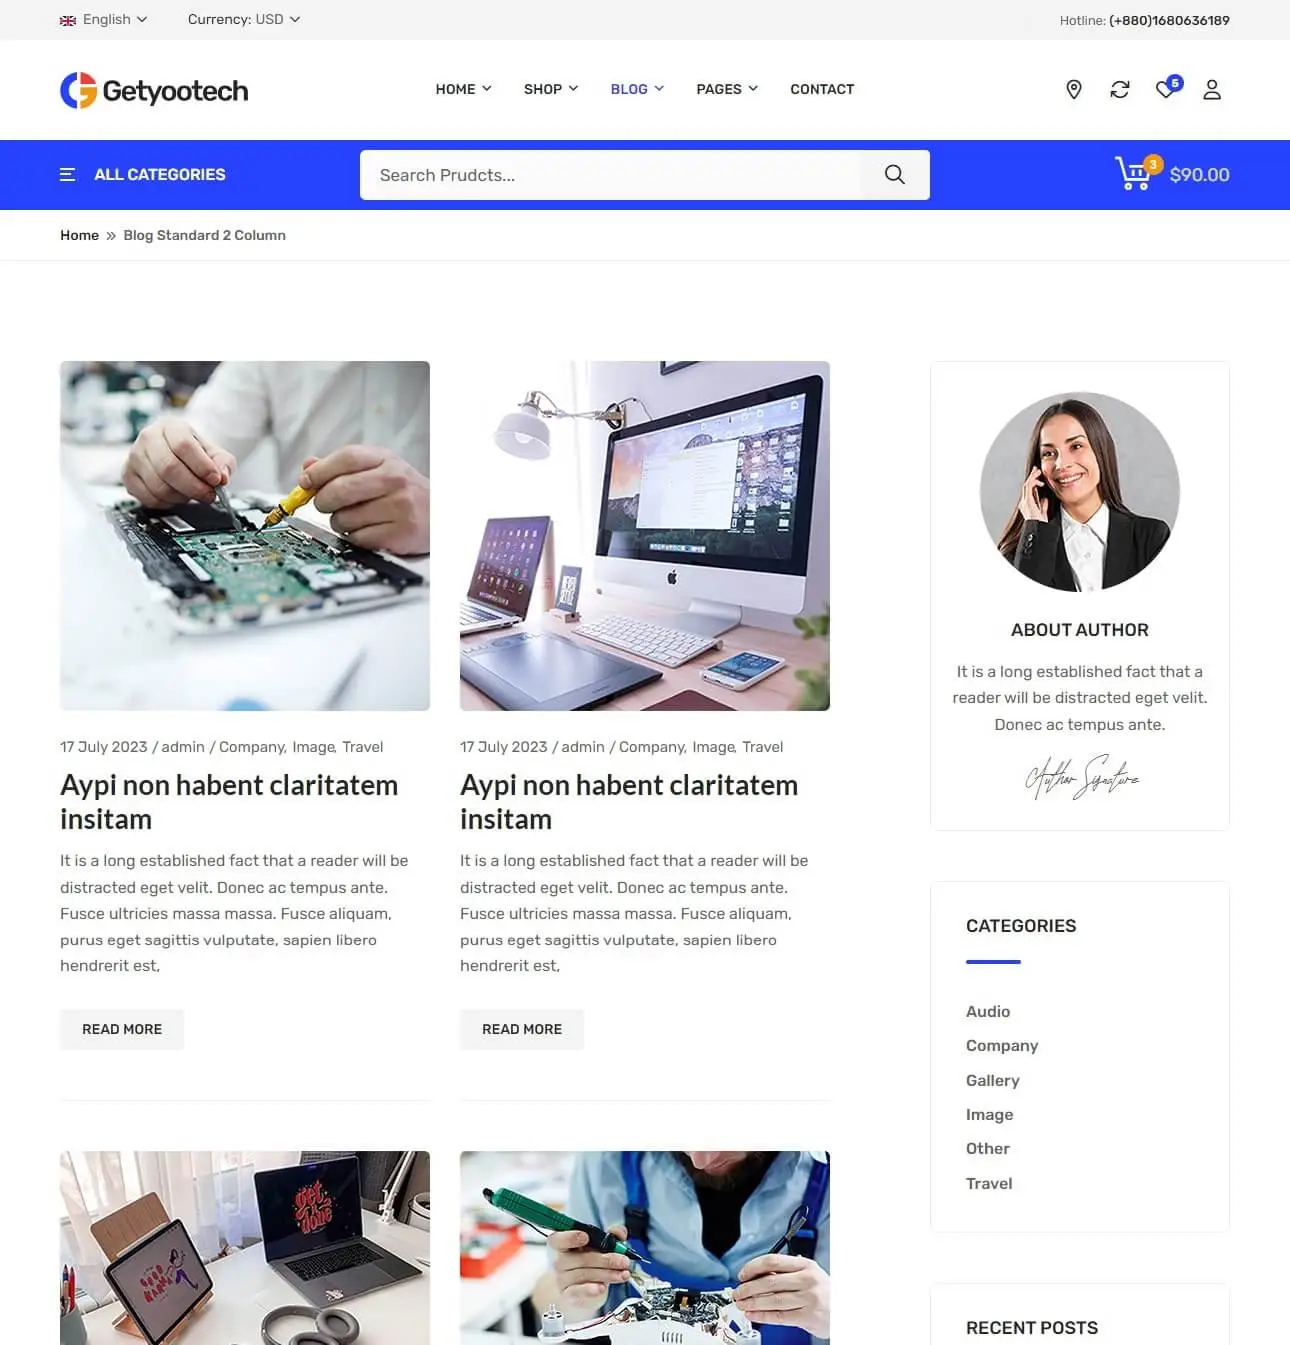 English
Currency: USD
Hotline: (+880)1680636189
Getyootech
HOME
SHOP
BLOG
PAGES
CONTACT
5
ALL CATEGORIES
Search Prudcts...
3
$90.00
Home » Blog Standard 2 Column
17 July 2023 / admin / Company, Image, Travel
Aypi non habent claritatem
insitam
It is a long established fact that a reader will be
distracted eget velit. Donec ac tempus ante.
Fusce ultricies massa massa. Fusce aliquam,
purus eget sagittis vulputate, sapien libero
hendrerit est,
READ MORE
17 July 2023 / admin / Company, Image, Travel
Aypi non habent claritatem
insitam
It is a long established fact that a reader will be
distracted eget velit. Donec ac tempus ante.
Fusce ultricies massa massa. Fusce aliquam,
purus eget sagittis vulputate, sapien libero
hendrerit est,
READ MORE
get
it
done
ABOUT AUTHOR
It is a long established fact that a
reader will be distracted eget velit.
Donec ac tempus ante.
Author Signature
CATEGORIES
Audio
Company
Gallery
Image
Other
Travel
RECENT POSTS